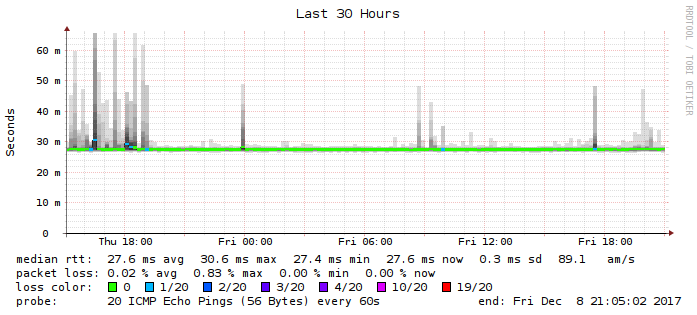 Last 30 Hours
RRDTOOL / TOBI OETIKER
Seconds
60 m
50 m
40 m
30 m
20 m
10 m
0
Thu 18:00 Fri 00:00 Fri 06:00 Fri 12:00 Fri 18:00
median rtt: 27.6 ms avg 30.6 ms max 27.4 ms min 27.6 ms now 0.3 ms sd 89.1 am/s
packet loss: 0.02 % avg 0.83 % max 0.00 % min 0.00 % now
loss color: 0 1/20 2/20 3/20 4/20 10/20 19/20
probe: 20 ICMP Echo Pings (56 Bytes) every 60s end: Fri Dec 8 21:05:02 2017